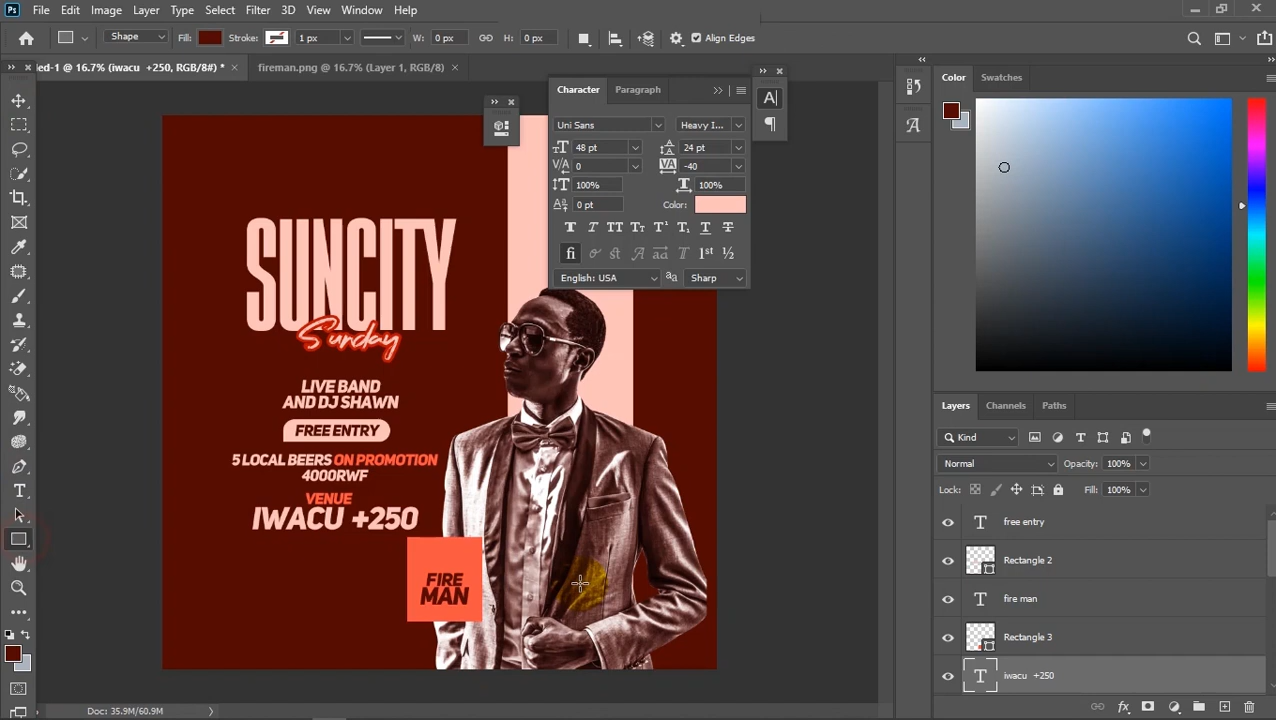 Ps File Edit Image Layer Type Select Filter 3D View Window Help
Shape Fill: Stroke: 1 px W: 0 px H: 0 px Align Edges
led-1 @ 16.7% (iwacu +250, RGB/8#) * × fireman.png @ 16.7% (Layer 1, RGB/8) ×
Character Paragraph
Uni Sans Heavy I...
48 pt 24 pt
0 -40
100% 100%
0 pt Color:
English: USA Sharp
Color Swatches
SUNCITY
Sunday
LIVE BAND
AND DJ SHAWN
FREE ENTRY
5 LOCAL BEERS ON PROMOTION
4000RWF
VENUE
IWACU +250
FIRE
MAN
Layers Channels Paths
Kind
Normal Opacity: 100%
Lock: Fill: 100%
free entry
Rectangle 2
fire man
Rectangle 3
iwacu +250
Doc: 35.9M/60.9M